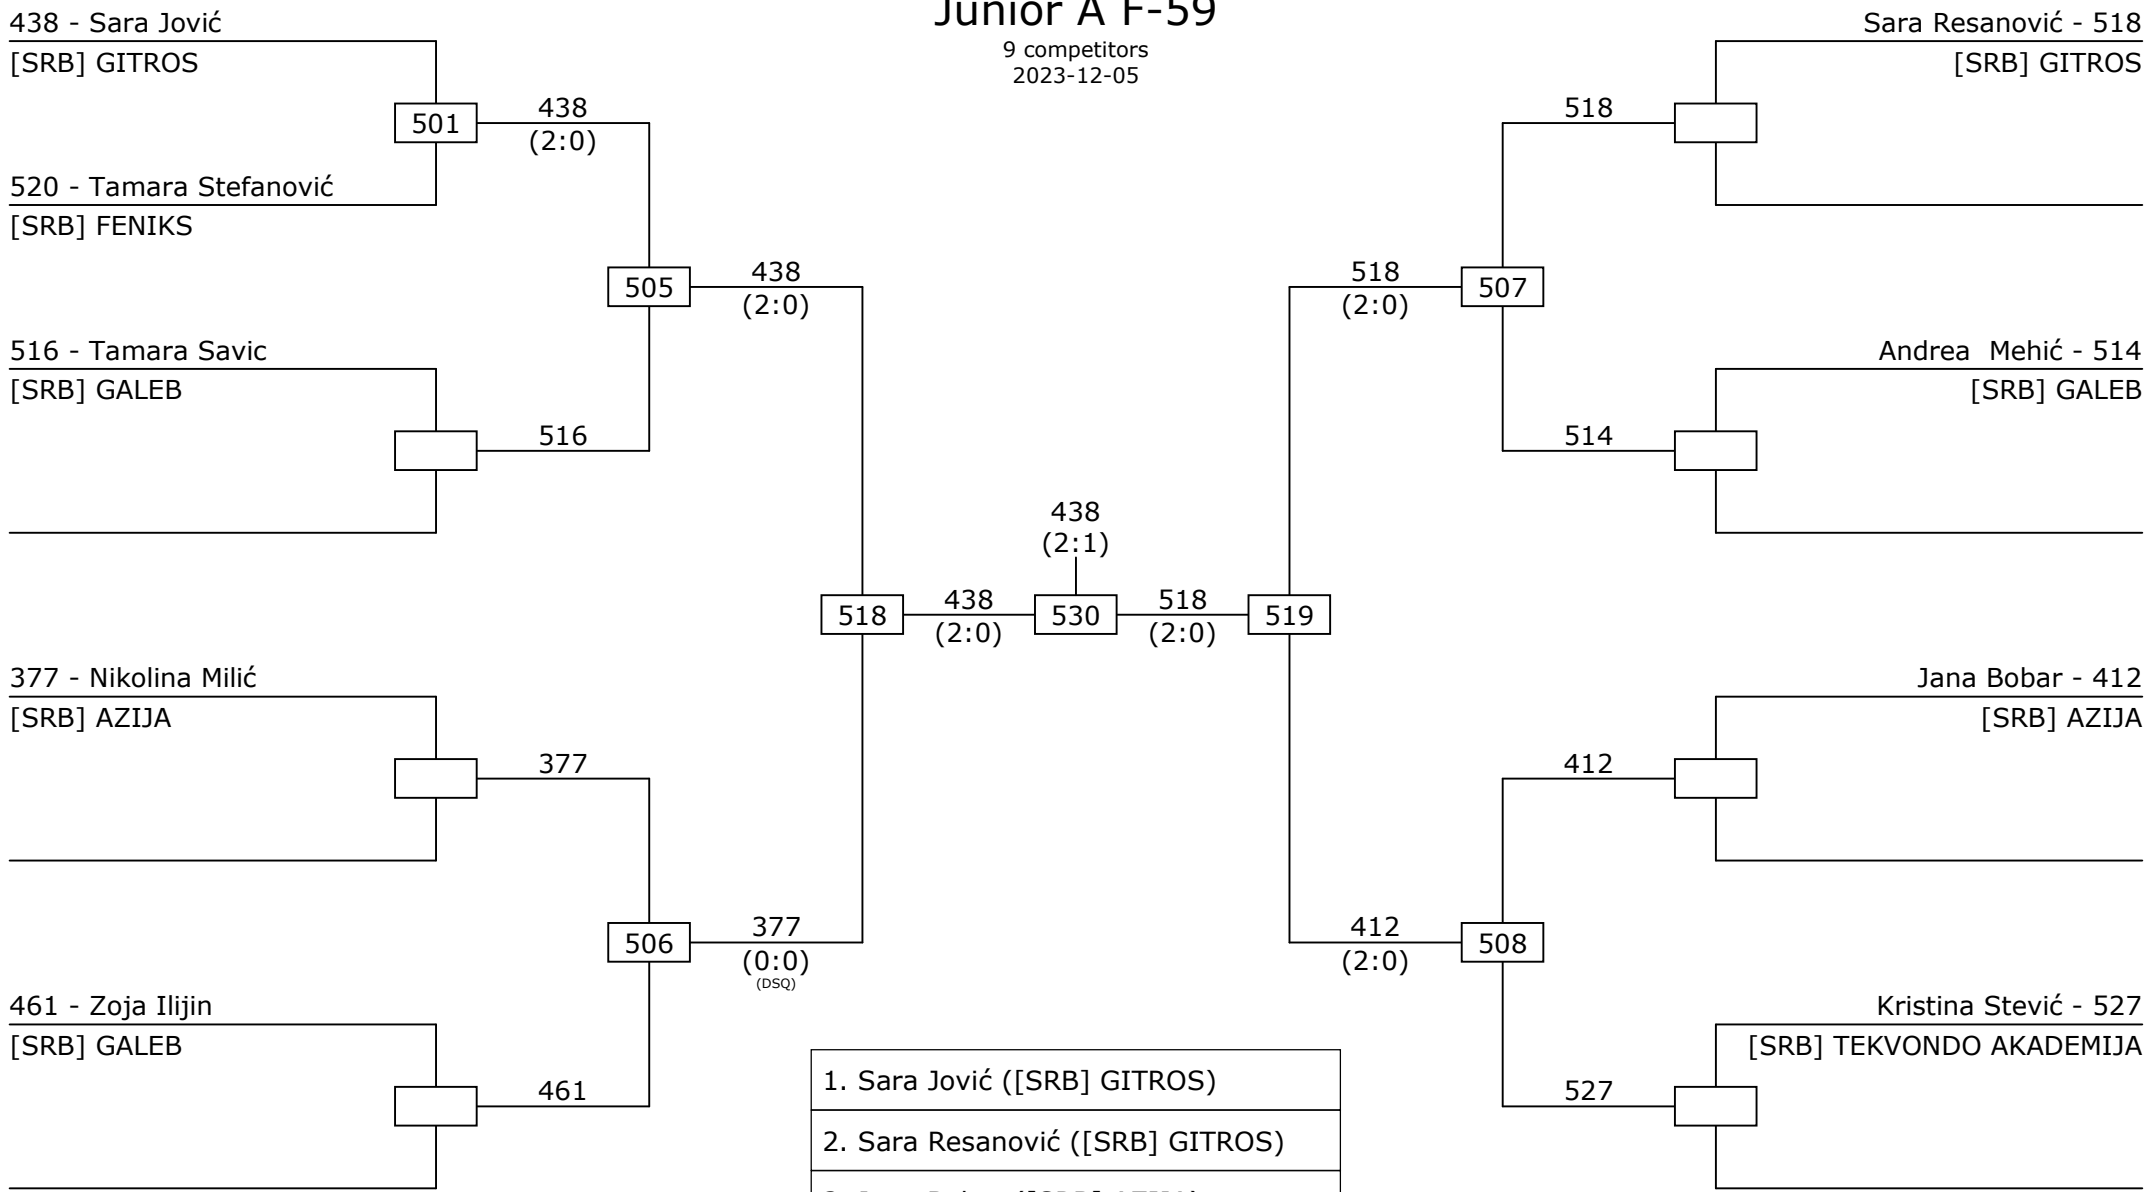 Junior A F-59
9 competitors
2023-12-05
438 - Sara Jović
[SRB] GITROS
501
438
(2:0)
520 - Tamara Stefanović
[SRB] FENIKS
505
438
(2:0)
516 - Tamara Savic
[SRB] GALEB
516
377 - Nikolina Milić
[SRB] AZIJA
377
506
377
(0:0)
(DSQ)
461 - Zoja Ilijin
[SRB] GALEB
461
518
438
(2:0)
438
(2:1)
530
518
(2:0)
519
Sara Resanović - 518
[SRB] GITROS
518
518
(2:0)
507
Andrea  Mehić - 514
[SRB] GALEB
514
Jana Bobar - 412
[SRB] AZIJA
412
412
(2:0)
508
Kristina Stević - 527
[SRB] TEKVONDO AKADEMIJA
527
1. Sara Jović ([SRB] GITROS)
2. Sara Resanović ([SRB] GITROS)